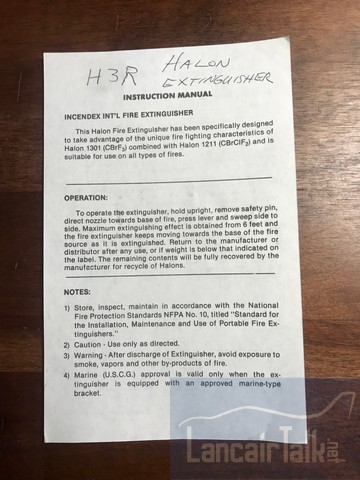 H3R HALON
EXTINGUISHER
INSTRUCTION MANUAL
INCENDEX INT'L FIRE EXTINGUISHER
This Halon Fire Extinguisher has been specifically designed
to take advantage of the unique fire fighting characteristics of
Halon 1301 (CBrF₃) combined with Halon 1211 (CBrClF₂) and is
suitable for use on all types of fires.
OPERATION:
To operate the extinguisher, hold upright, remove safety pin,
direct nozzle towards base of fire, press lever and sweep side to
side. Maximum extinguishing effect is obtained from 6 feet and
the fire extinguisher keeps moving towards the base of the fire
source as it is extinguished. Return to the manufacturer or
distributor after any use, or if weight is below that indicated on
the label. The remaining contents will be fully recovered by the
manufacturer for recycle of Halons.
NOTES:
1) Store, inspect, maintain in accordance with the National
Fire Protection Standards NFPA No. 10, titled "Standard for
the Installation, Maintenance and Use of Portable Fire Ex-
tinguishers."
2) Caution - Use only as directed.
3) Warning - After discharge of Extinguisher, avoid exposure to
smoke, vapors and other by-products of fire.
4) Marine (U.S.C.G.) approval is valid only when the ex-
tinguisher is equipped with an approved marine-type
bracket.
LancairTalk.net